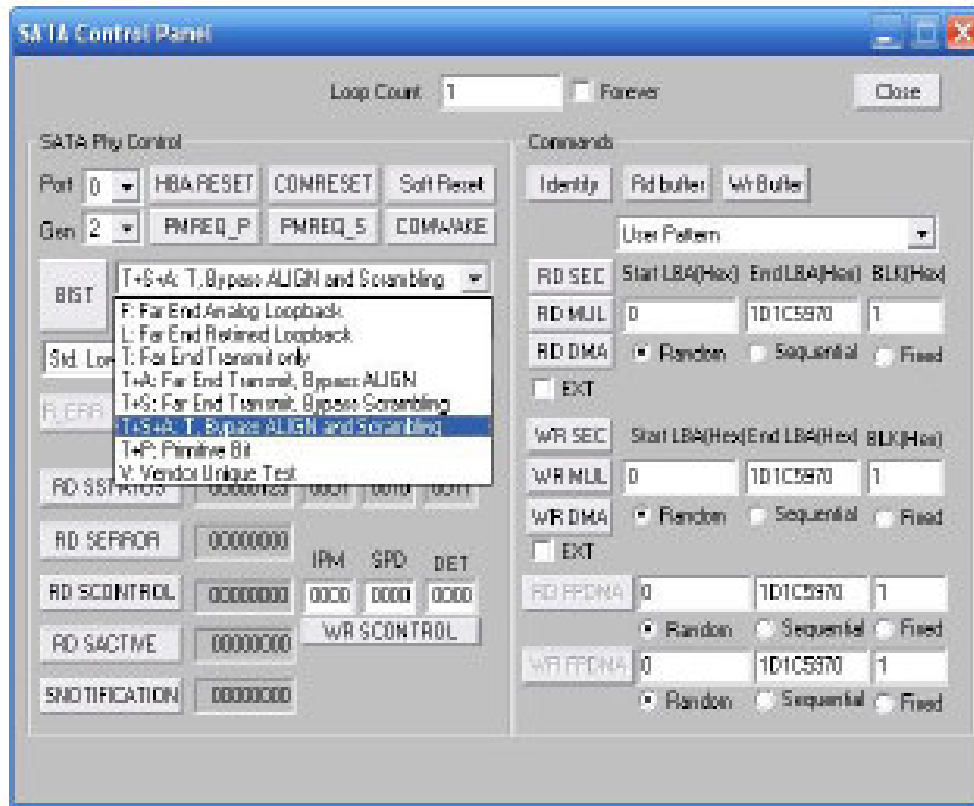 SATA Control Panel
Loop Count 1 Forever Close
SATA Phy Control
Port 0 HBA RESET COMRESET Soft Reset
Gen 2 PMREQ_P PMREQ_S COMWAKE
BIST T+S+A: T, Bypass ALIGN and Scrambling
F: Far End Analog Loopback
L: Far End Retimed Loopback
T: Far End Transmit only
T+A: Far End Transmit, Bypass ALIGN
T+S: Far End Transmit, Bypass Scrambling
T+S+A: T, Bypass ALIGN and Scrambling
T+P: Primitive Bit
V: Vendor Unique Test
Std.
R_ERR
RD SSTATUS 00000123 0001 0010 0011
RD SERROR 00000000
IPM SPD DET
RD SCONTROL 00000000 0000 0000 0000
WR SCONTROL
RD SACTIVE 00000000
SNOTIFICATION 00000000
Commands
Identify Rd buffer Wr Buffer
User Pattern
RD SEC Start LBA(Hex) End LBA(Hex) BLK(Hex)
RD MUL 0 1D1C5970 1
RD DMA Random Sequential Fixed
EXT
WR SEC Start LBA(Hex) End LBA(Hex) BLK(Hex)
WR MUL 0 1D1C5970 1
WR DMA Random Sequential Fixed
EXT
RD FPDMA 0 1D1C5970 1
Random Sequential Fixed
WR FPDMA 0 1D1C5970 1
Random Sequential Fixed